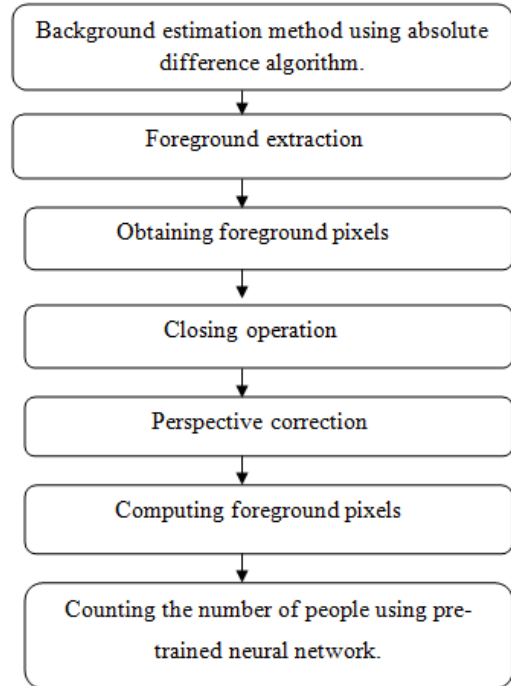 Background estimation method using absolute
difference algorithm.
Foreground extraction
Obtaining foreground pixels
Closing operation
Perspective correction
Computing foreground pixels
Counting the number of people using pre-
trained neural network.